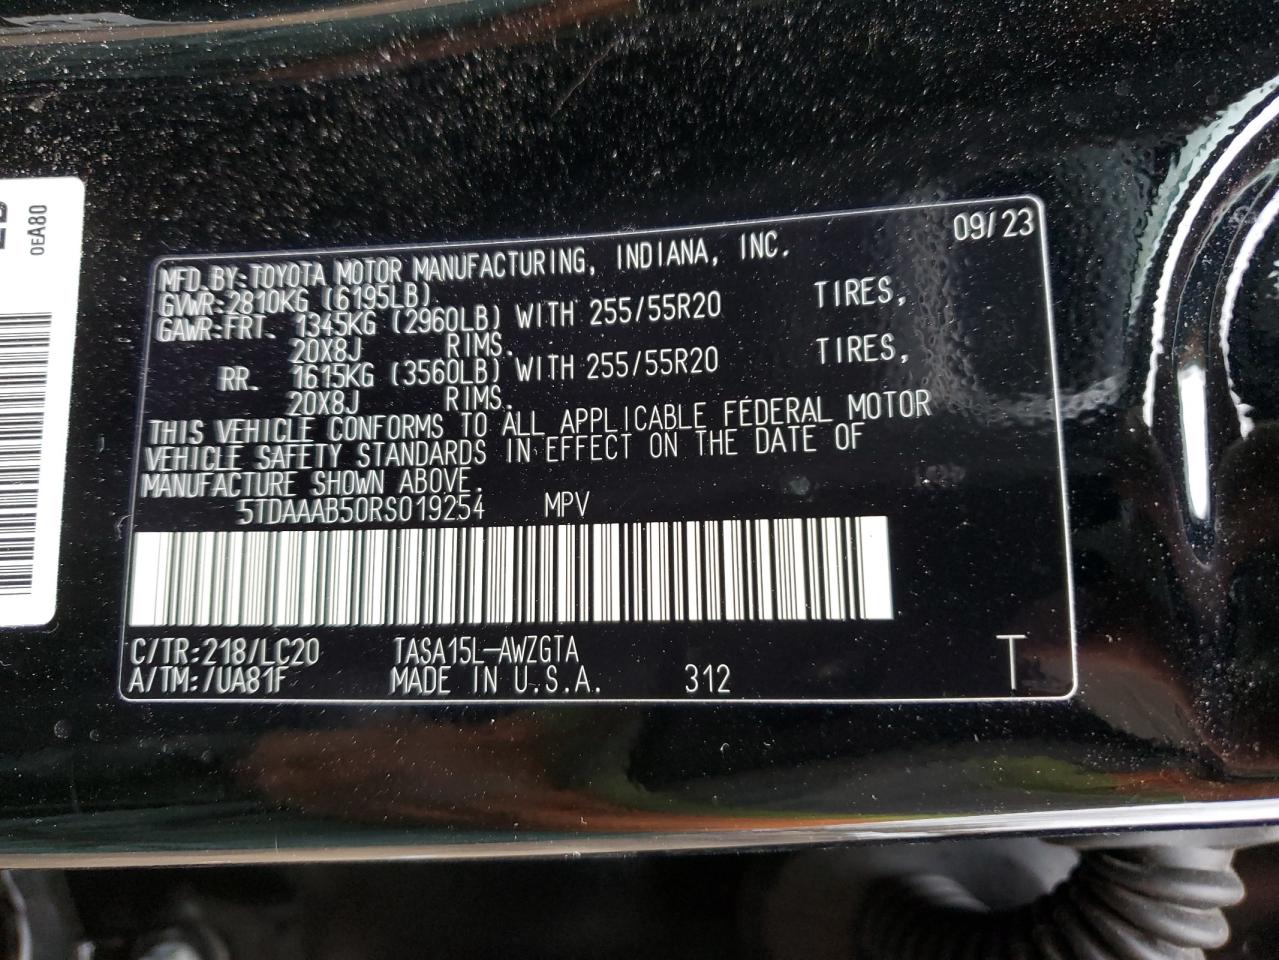 0EA80
09/23
MFD.BY:TOYOTA MOTOR MANUFACTURING, INDIANA, INC.
GVWR:2810KG (6195LB)
GAWR:FRT. 1345KG (2960LB) WITH 255/55R20 TIRES,
20X8J RIMS.
RR. 1615KG (3560LB) WITH 255/55R20 TIRES,
20X8J RIMS.
THIS VEHICLE CONFORMS TO ALL APPLICABLE FEDERAL MOTOR
VEHICLE SAFETY STANDARDS IN EFFECT ON THE DATE OF
MANUFACTURE SHOWN ABOVE.
5TDAAAB50RS019254 MPV
C/TR:218/LC20 TASA15L-AWZGTA
A/TM:/UA81F MADE IN U.S.A. 312
T